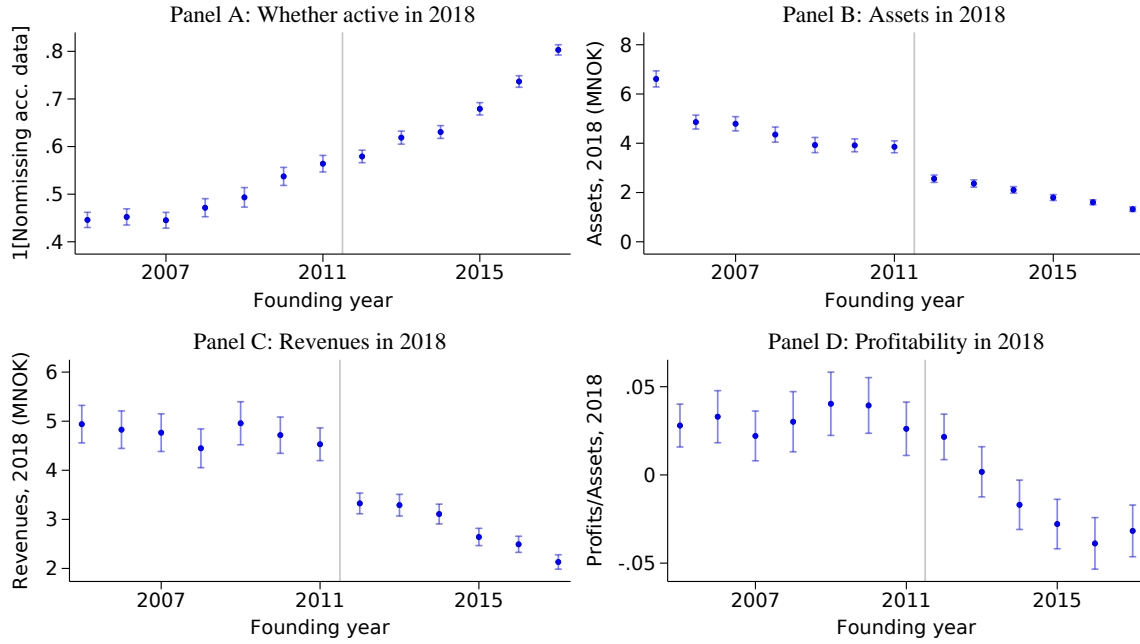 Panel A: Whether active in 2018
1[Nonmissing acc. data]
.8
.7
.6
.5
.4
2007
2011
2015
Founding year
Panel B: Assets in 2018
Assets, 2018 (MNOK)
8
6
4
2
0
2007
2011
2015
Founding year
Panel C: Revenues in 2018
Revenues, 2018 (MNOK)
6
5
4
3
2
2007
2011
2015
Founding year
Panel D: Profitability in 2018
Profits/Assets, 2018
.05
0
-.05
2007
2011
2015
Founding year